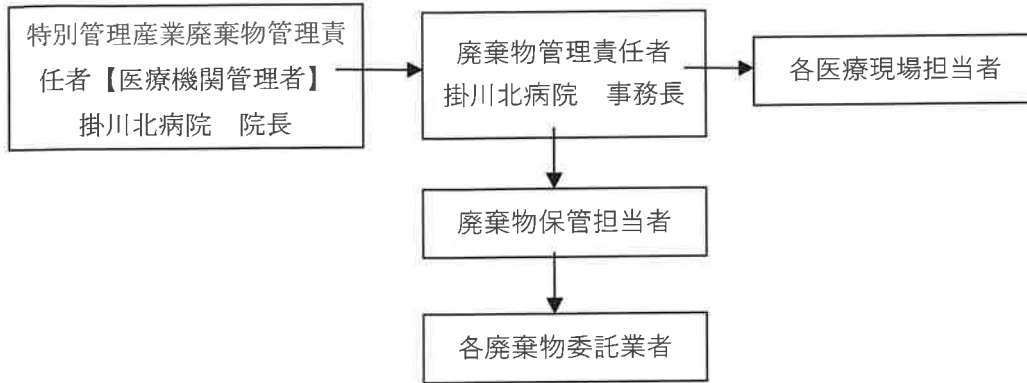 特別管理産業廃棄物管理責
任者【医療機関管理者】
掛川北病院　院長
廃棄物管理責任者
掛川北病院　事務長
各医療現場担当者
廃棄物保管担当者
各廃棄物委託業者